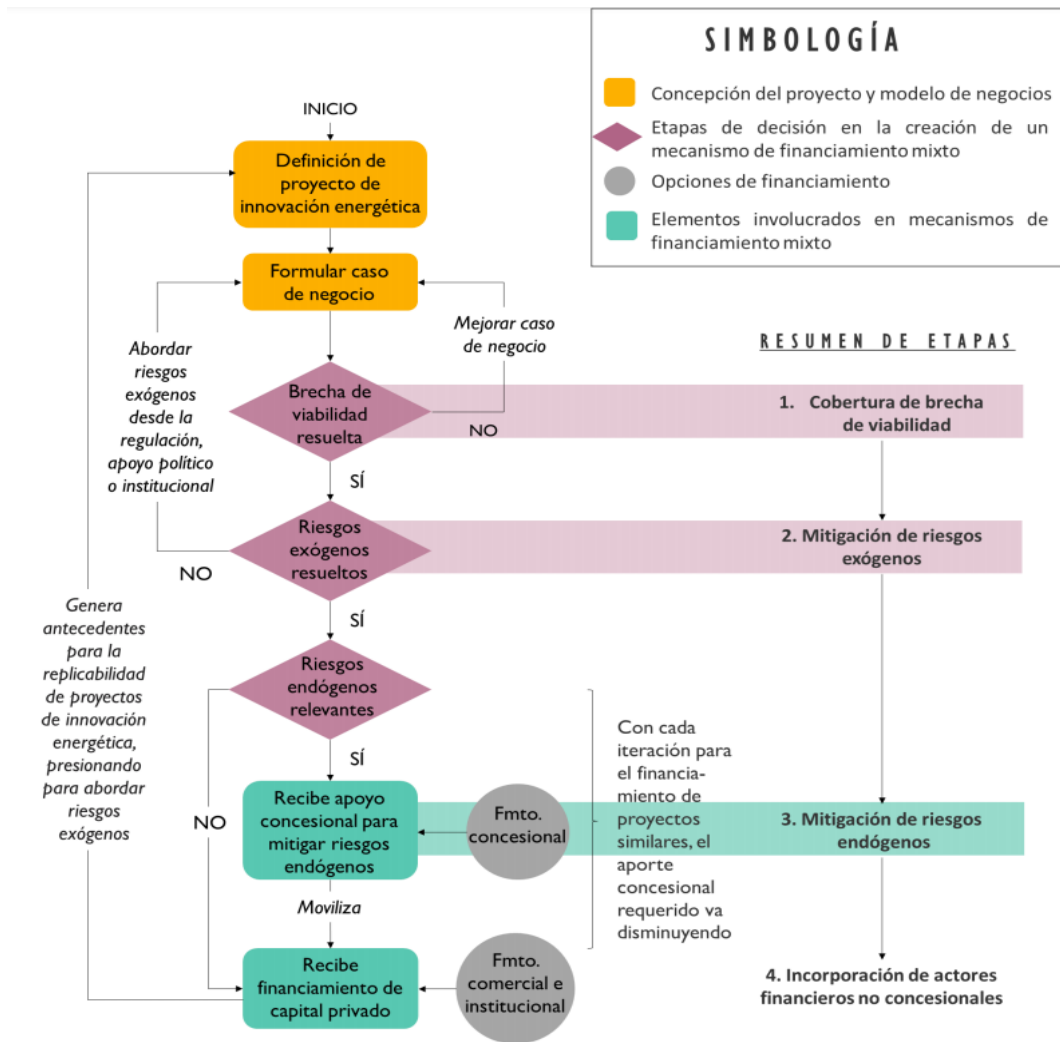 SIMBOLOGÍA
Concepción del proyecto y modelo de negocios
Etapas de decisión en la creación de un
mecanismo de financiamiento mixto
Opciones de financiamiento
Elementos involucrados en mecanismos de
financiamiento mixto
INICIO
Definición de
proyecto de
innovación energética
Formular caso
de negocio
Mejorar caso
de negocio
Abordar
riesgos
exógenos
desde la
regulación,
apoyo político
o institucional
RESUMEN DE ETAPAS
Brecha de
viabilidad
resuelta
NO
SÍ
1. Cobertura de brecha
de viabilidad
Riesgos
exógenos
resueltos
NO
SÍ
2. Mitigación de riesgos
exógenos
Genera
antecedentes
para la
replicabilidad
de proyectos
de innovación
energética,
presionando
para abordar
riesgos
exógenos
Riesgos
endógenos
relevantes
SÍ
NO
Con cada
iteración para
el financia-
miento de
proyectos
similares, el
aporte
concesional
requerido va
disminuyendo
Recibe apoyo
concesional para
mitigar riesgos
endógenos
Fmto.
concesional
3. Mitigación de riesgos
endógenos
Moviliza
Recibe
financiamiento de
capital privado
Fmto.
comercial e
institucional
4. Incorporación de actores
financieros no concesionales